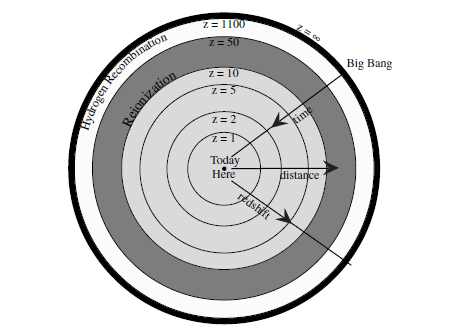 z = 1100
z = ∞
z = 50
Hydrogen Recombination
Big Bang
z = 10
Reionization
z = 5
time
z = 2
z = 1
Today
Here
distance
redshift